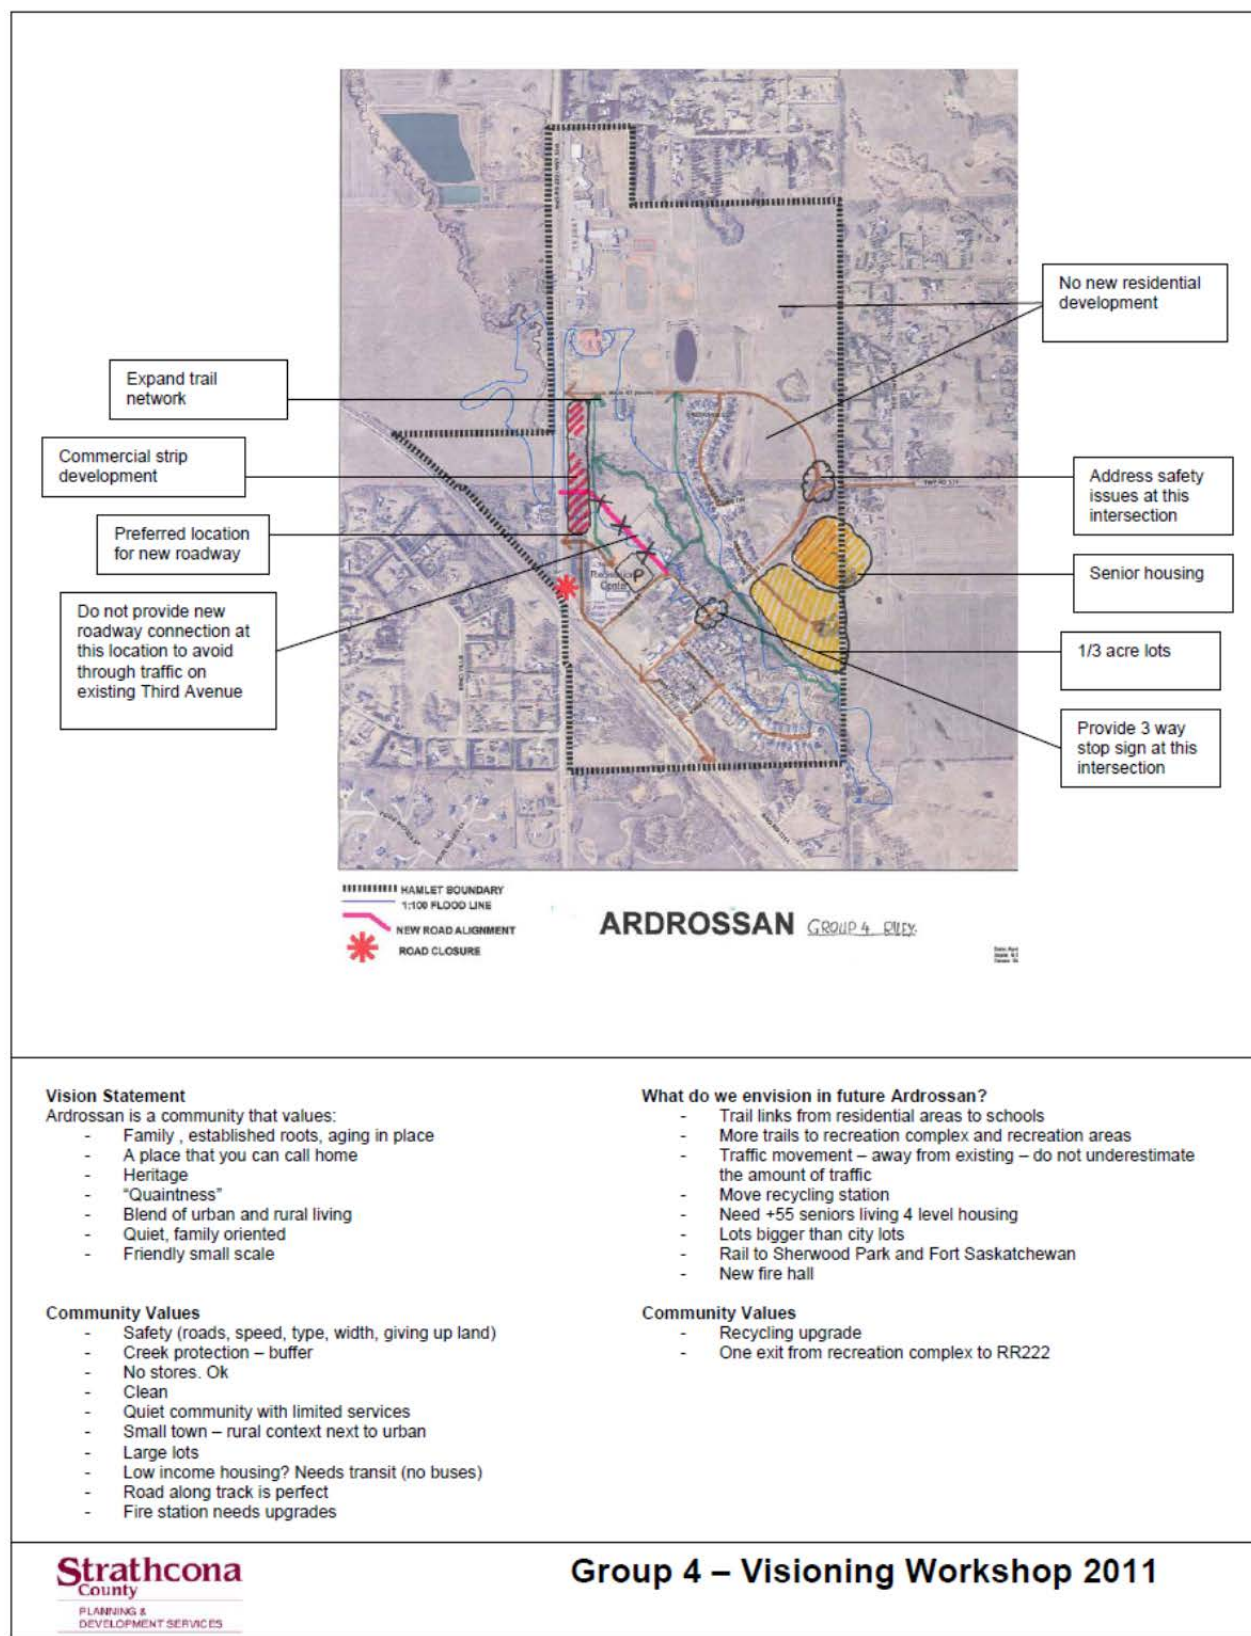 No new residential
development
Expand trail
network
Commercial strip
development
Address safety
issues at this
intersection
Preferred location
for new roadway
Senior housing
Do not provide new
roadway connection at
this location to avoid
through traffic on
existing Third Avenue
1/3 acre lots
Provide 3 way
stop sign at this
intersection
Recreation
Center
P
HAMLET BOUNDARY
1:100 FLOOD LINE
NEW ROAD ALIGNMENT
ROAD CLOSURE
ARDROSSAN GROUP 4 RILEY.
Vision Statement
Ardrossan is a community that values:
- Family , established roots, aging in place
- A place that you can call home
- Heritage
- “Quaintness”
- Blend of urban and rural living
- Quiet, family oriented
- Friendly small scale
Community Values
- Safety (roads, speed, type, width, giving up land)
- Creek protection – buffer
- No stores. Ok
- Clean
- Quiet community with limited services
- Small town – rural context next to urban
- Large lots
- Low income housing? Needs transit (no buses)
- Road along track is perfect
- Fire station needs upgrades
What do we envision in future Ardrossan?
- Trail links from residential areas to schools
- More trails to recreation complex and recreation areas
- Traffic movement – away from existing – do not underestimate
the amount of traffic
- Move recycling station
- Need +55 seniors living 4 level housing
- Lots bigger than city lots
- Rail to Sherwood Park and Fort Saskatchewan
- New fire hall
Community Values
- Recycling upgrade
- One exit from recreation complex to RR222
Strathcona
County
PLANNING &
DEVELOPMENT SERVICES
Group 4 – Visioning Workshop 2011